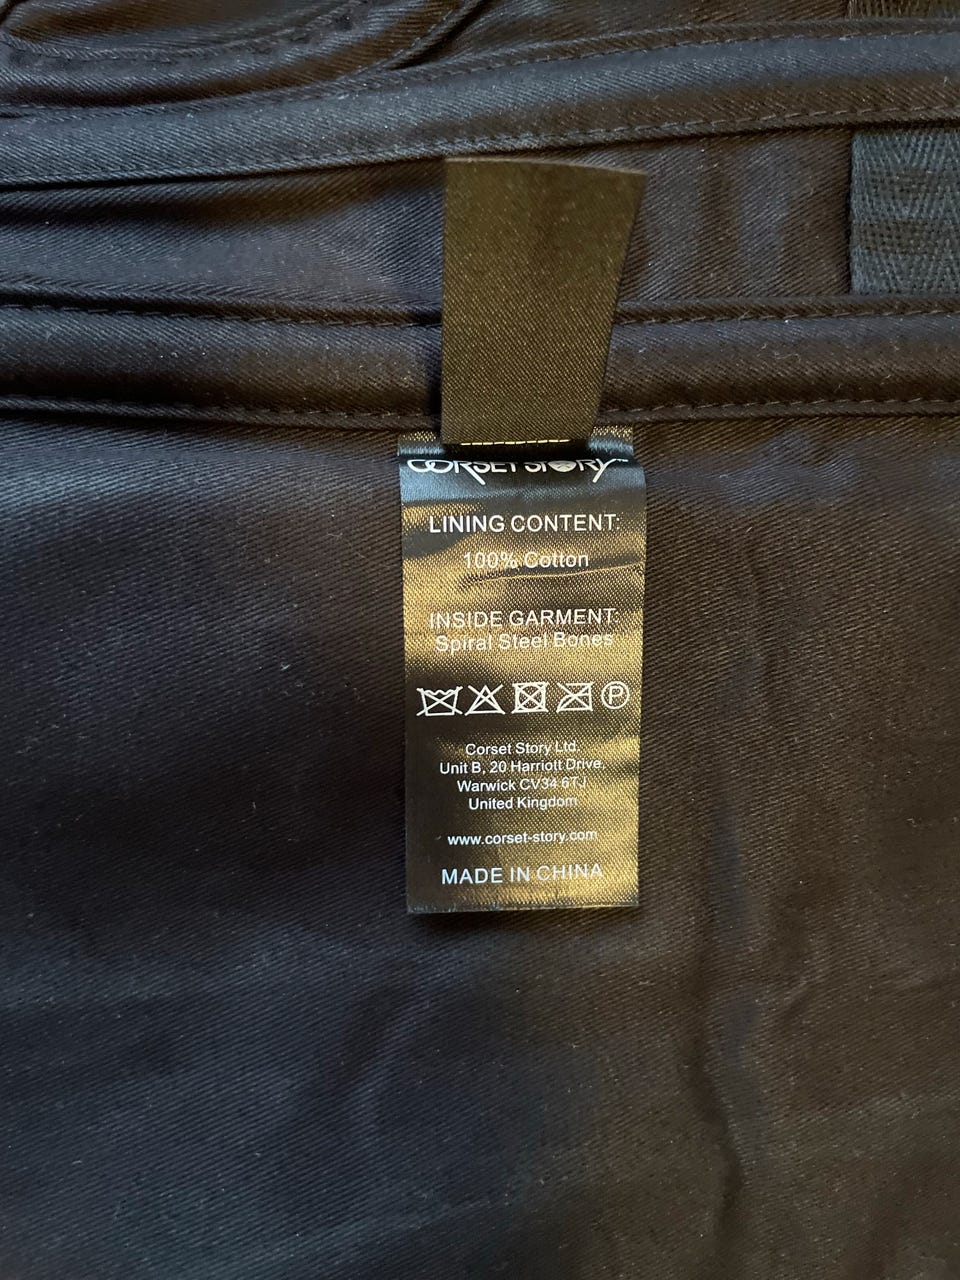 CORSET STORY™
LINING CONTENT:
100% Cotton
INSIDE GARMENT:
Spiral Steel Bones
P
Corset Story Ltd.
Unit B, 20 Harriott Drive,
Warwick CV34 6TJ
United Kingdom
www.corset-story.com
MADE IN CHINA